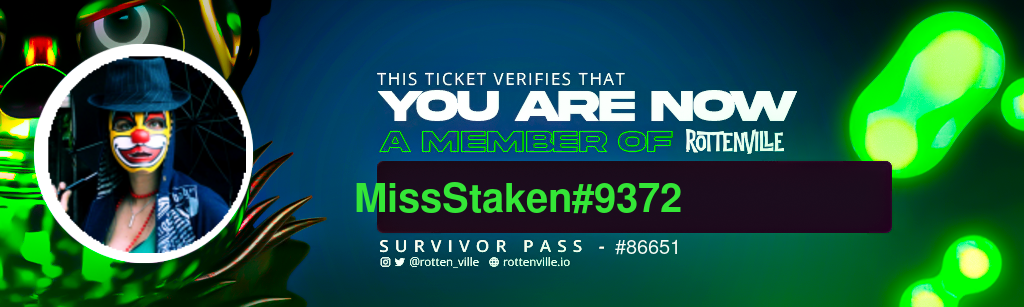 THIS TICKET VERIFIES THAT
YOU ARE NOW
A MEMBER OF ROTTENVILLE
MissStaken#9372
SURVIVOR PASS - #86651
@rotten_ville rottenville.io